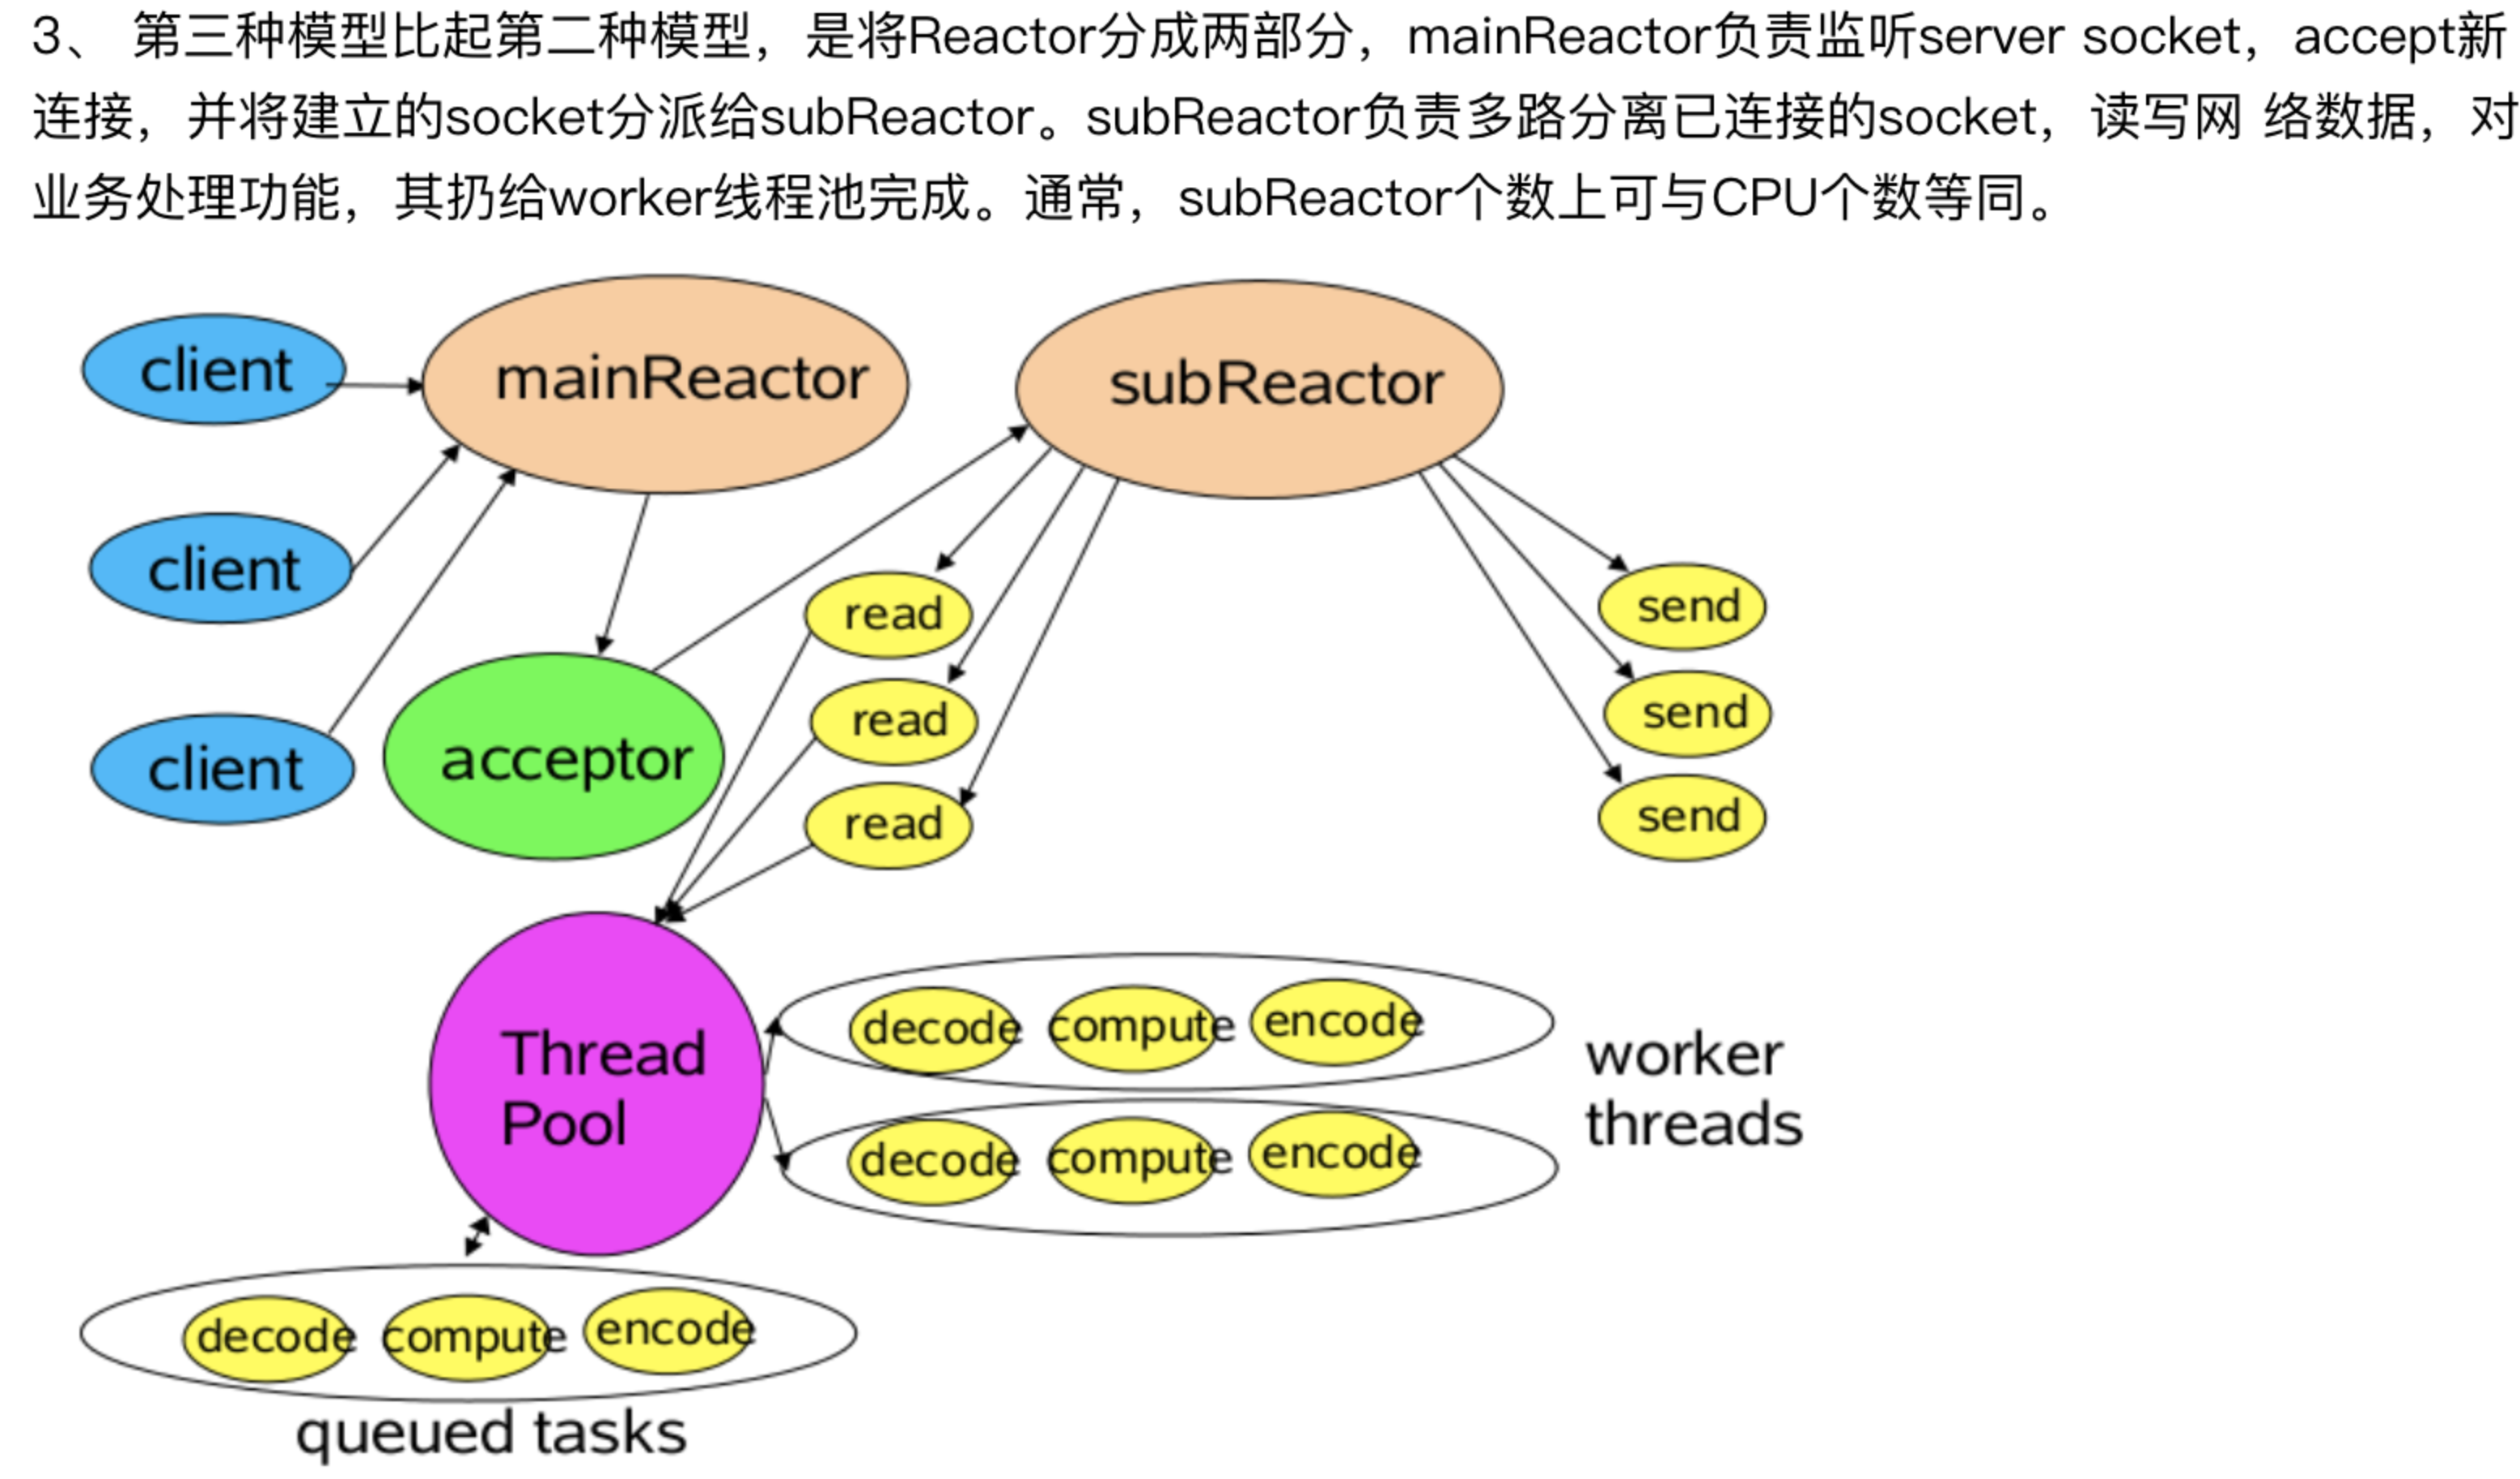 3、 第三种模型比起第二种模型，是将Reactor分成两部分，mainReactor负责监听server socket，accept新
连接，并将建立的socket分派给subReactor。subReactor负责多路分离已连接的socket，读写网 络数据，对
业务处理功能，其扔给worker线程池完成。通常，subReactor个数上可与CPU个数等同。
client
mainReactor
subReactor
client
read
send
read
send
client
acceptor
read
send
Thread
Pool
decode
compute
encode
decode
compute
encode
worker
threads
decode
compute
encode
queued tasks